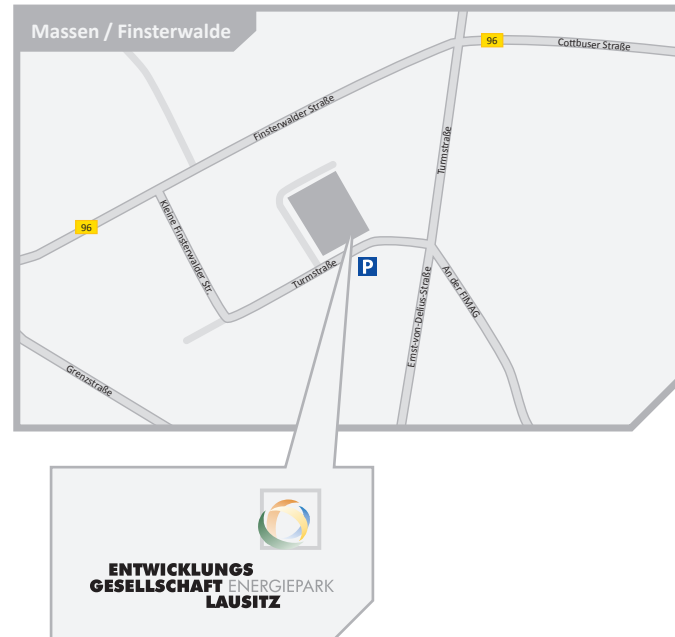 Massen / Finsterwalde
96
Cottbuser Straße
Finsterwalder Straße
Turmstraße
Kleine Finsterwalder Str.
96
P
Turmstraße
An der FIMAG
Ernst-von-Delius-Straße
Grenzstraße
ENTWICKLUNGS
GESELLSCHAFT ENERGIEPARK
LAUSITZ